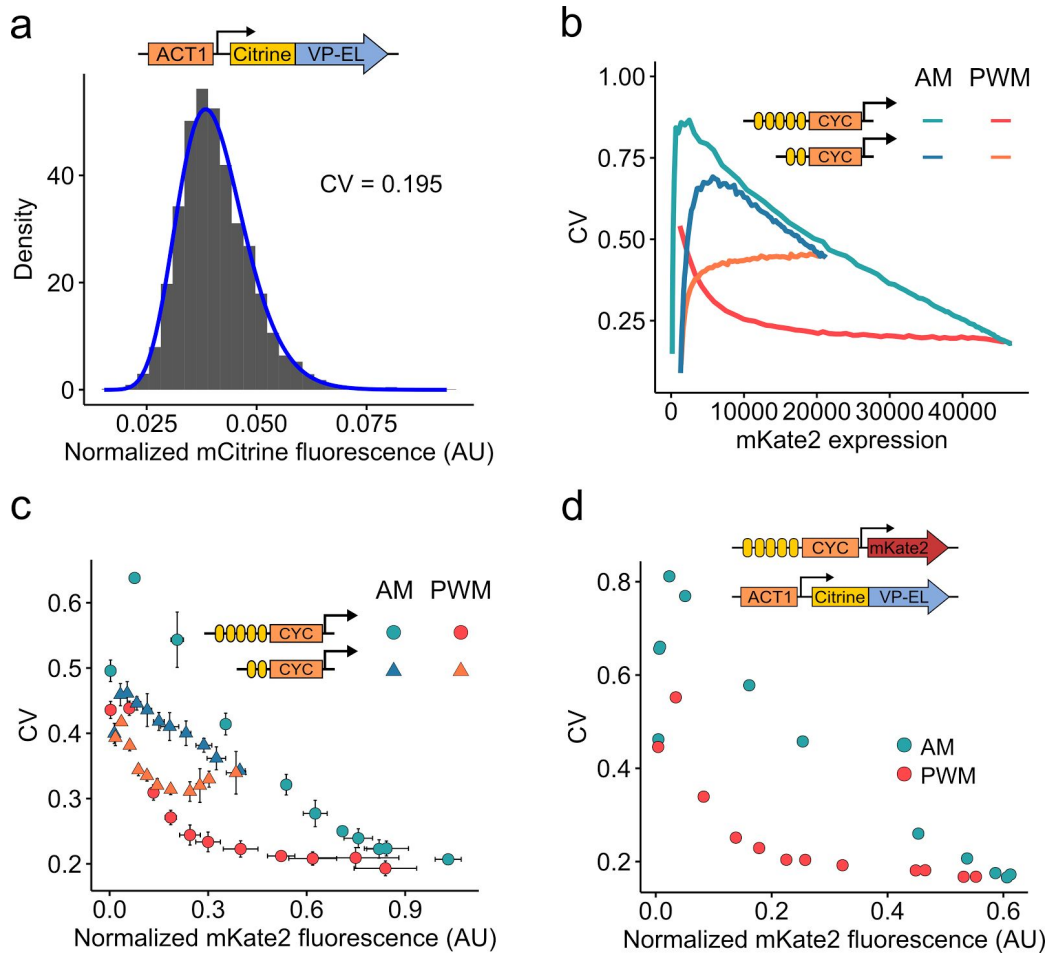 a
ACT1 Citrine VP-EL
CV = 0.195
Density
40
20
0
0.025 0.050 0.075
Normalized mCitrine fluorescence (AU)
b
AM PWM
CYC
CYC
CV
1.00
0.75
0.50
0.25
0 10000 20000 30000 40000
mKate2 expression
c
AM PWM
CYC
CYC
CV
0.6
0.5
0.4
0.3
0.2
0.0 0.3 0.6 0.9
Normalized mKate2 fluorescence (AU)
d
CYC mKate2
ACT1 Citrine VP-EL
AM
PWM
CV
0.8
0.6
0.4
0.2
0.0 0.2 0.4 0.6
Normalized mKate2 fluorescence (AU)